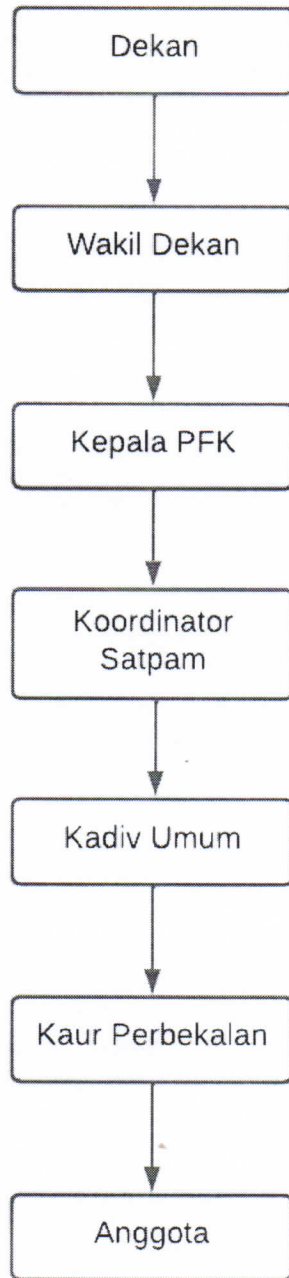 Dekan
Wakil Dekan
Kepala PFK
Koordinator
Satpam
Kadiv Umum
Kaur Perbekalan
Anggota